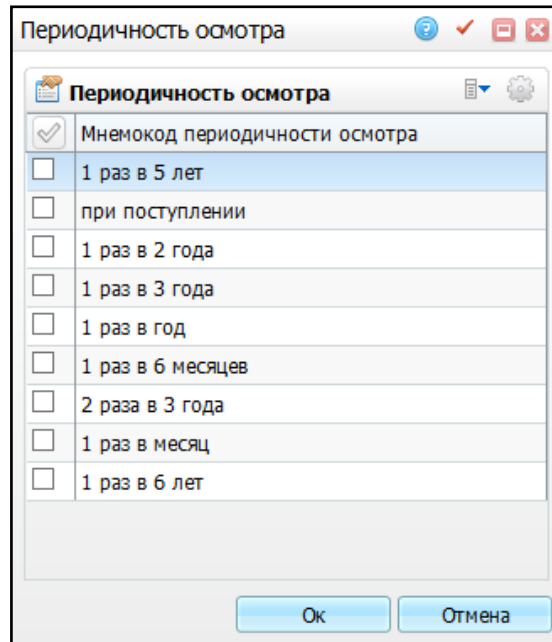 Периодичность осмотра
Периодичность осмотра
Мнемокод периодичности осмотра
1 раз в 5 лет
при поступлении
1 раз в 2 года
1 раз в 3 года
1 раз в год
1 раз в 6 месяцев
2 раза в 3 года
1 раз в месяц
1 раз в 6 лет
Ок Отмена